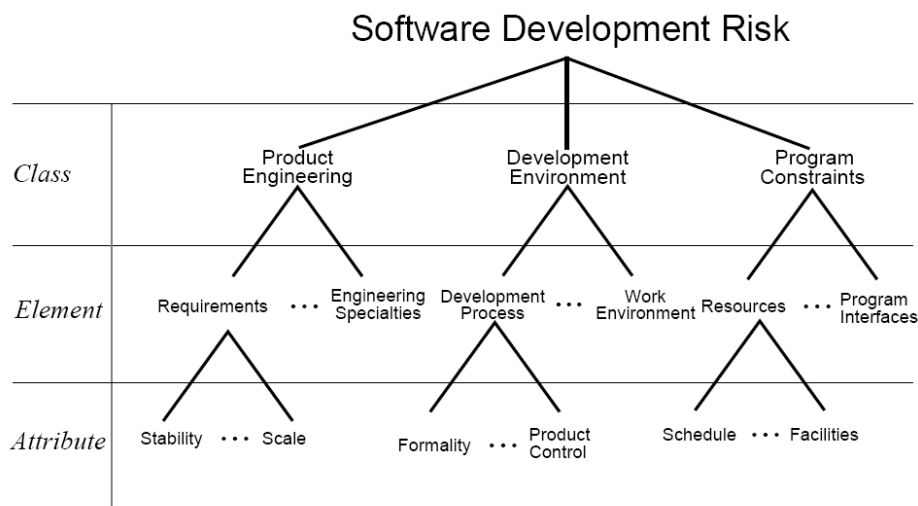 Software Development Risk
Class
Product
Engineering
Development
Environment
Program
Constraints
Element
Requirements
•••
Engineering
Specialties
Development
Process
•••
Work
Environment
Resources
•••
Program
Interfaces
Attribute
Stability
•••
Scale
Formality
•••
Product
Control
Schedule
•••
Facilities